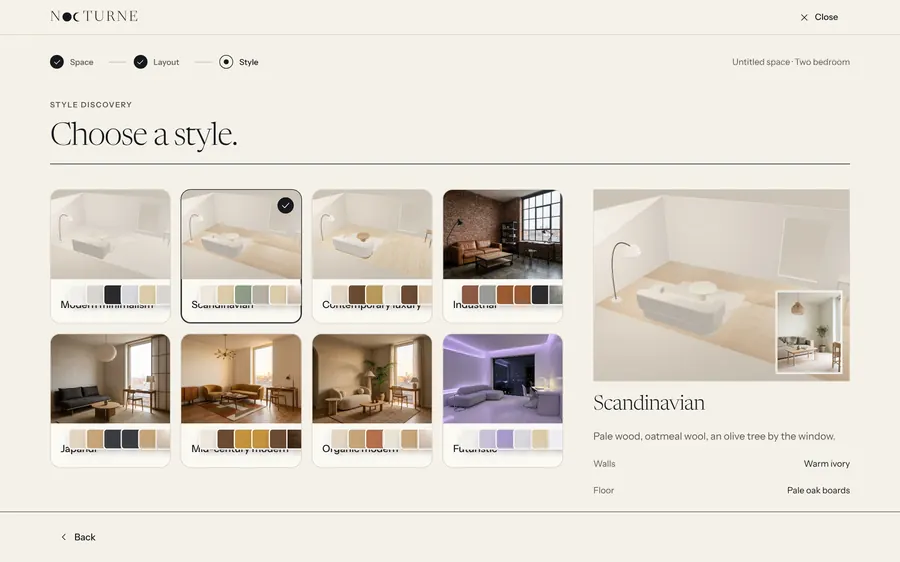 NOCTURNE
Close
Space
Layout
Style
Untitled space · Two bedroom
STYLE DISCOVERY
Choose a style.
Modern minimalism
Scandinavian
Contemporary luxury
Industrial
Japandi
Mid-century modern
Organic modern
Futuristic
Scandinavian
Pale wood, oatmeal wool, an olive tree by the window.
Walls
Warm ivory
Floor
Pale oak boards
Back